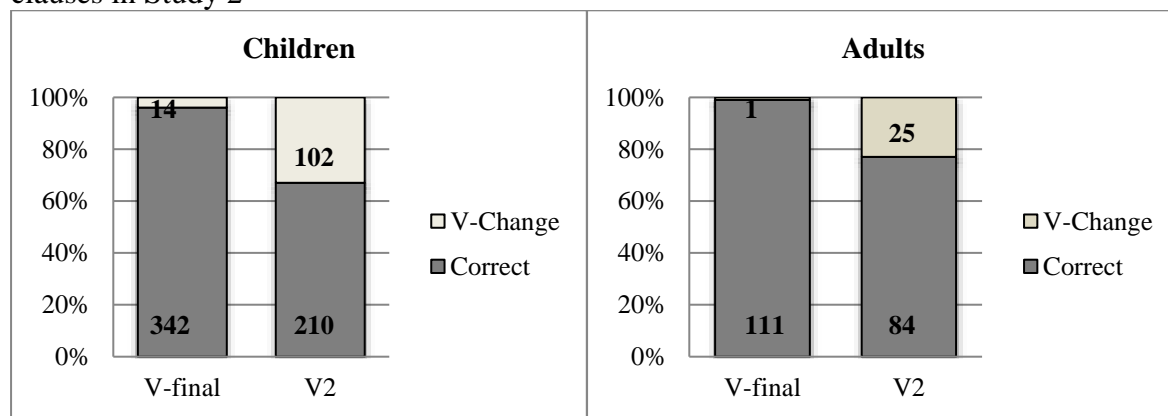 clauses in Study 2
Children
100%
80%
60%
40%
20%
0%
14
102
342
210
V-final
V2
V-Change
Correct
Adults
100%
80%
60%
40%
20%
0%
1
25
111
84
V-final
V2
V-Change
Correct